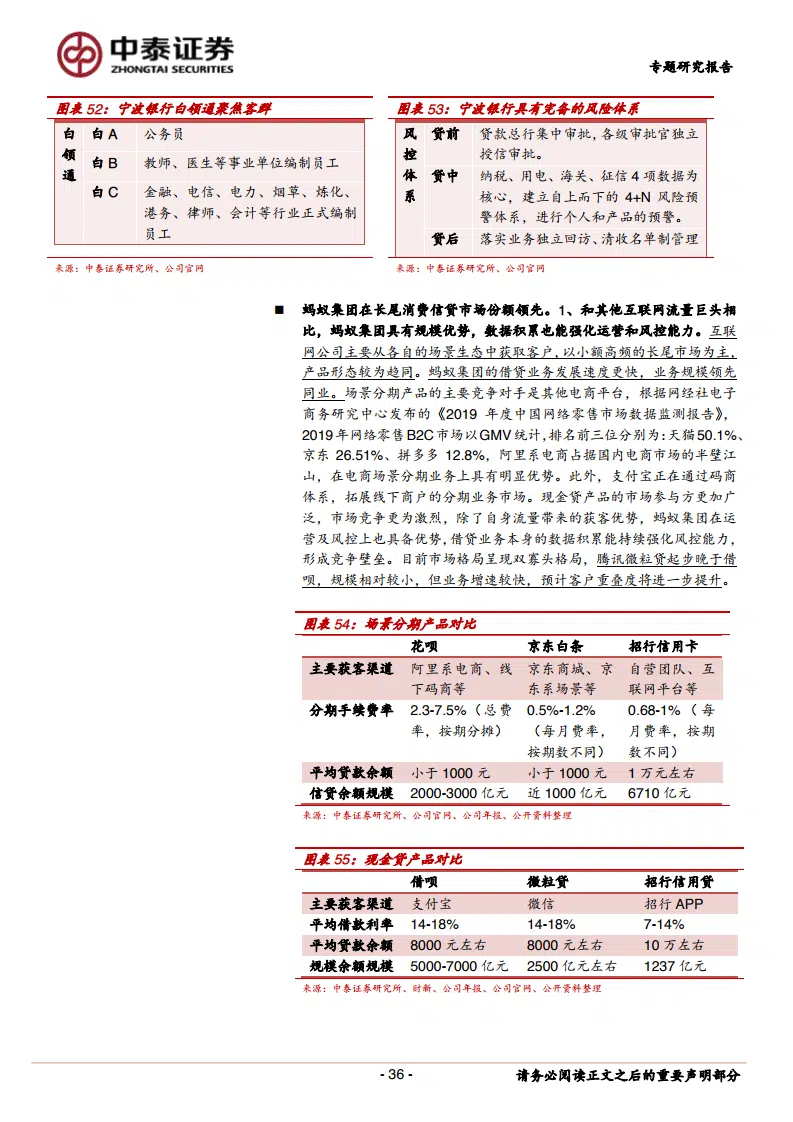 中泰证券
ZHONGTAI SECURITIES
专题研究报告
图表 52：宁波银行白领通聚焦客群
白领通
白 A 公务员
白 B 教师、医生等事业单位编制员工
白 C 金融、电信、电力、烟草、炼化、
港务、律师、会计等行业正式编制
员工
来源：中泰证券研究所、公司官网
图表 53：宁波银行具有完备的风险体系
风控体系
贷前 贷款总行集中审批，各级审批官独立
授信审批。
贷中 纳税、用电、海关、征信 4 项数据为
核心，建立自上而下的 4+N 风险预
警体系，进行个人和产品的预警。
贷后 落实业务独立回访、清收名单制管理
来源：中泰证券研究所、公司官网
■ 蚂蚁集团在长尾消费信贷市场份额领先。1、和其他互联网流量巨头相
比，蚂蚁集团具有规模优势，数据积累也能强化运营和风控能力。互联
网公司主要从各自的场景生态中获取客户，以小额高频的长尾市场为主，
产品形态较为趋同。蚂蚁集团的借贷业务发展速度更快，业务规模领先
同业。场景分期产品的主要竞争对手是其他电商平台，根据网经社电子
商务研究中心发布的《2019 年度中国网络零售市场数据监测报告》，
2019 年网络零售 B2C 市场以 GMV 统计，排名前三位分别为：天猫 50.1%、
京东 26.51%、拼多多 12.8%，阿里系电商占据国内电商市场的半壁江
山，在电商场景分期业务上具有明显优势。此外，支付宝正在通过码商
体系，拓展线下商户的分期业务市场。现金贷产品的市场参与方更加广
泛，市场竞争更为激烈，除了自身流量带来的获客优势，蚂蚁集团在运
营及风控上也具备优势，借贷业务本身的数据积累能持续强化风控能力，
形成竞争壁垒。目前市场格局呈现双寡头格局，腾讯微粒贷起步晚于借
呗，规模相对较小，但业务增速较快，预计客户重叠度将进一步提升。
图表 54：场景分期产品对比
花呗 京东白条 招行信用卡
主要获客渠道 阿里系电商、线 京东商城、京 自营团队、互
下码商等 东系场景等 联网平台等
分期手续费率 2.3-7.5%（总费 0.5%-1.2% 0.68-1%（每
率，按期分摊） （每月费率， 月费率，按期
按期数不同） 数不同）
平均贷款余额 小于 1000 元 小于 1000 元 1 万元左右
信贷余额规模 2000-3000 亿元 近 1000 亿元 6710 亿元
来源：中泰证券研究所、公司官网、公司年报、公开资料整理
图表 55：现金贷产品对比
借呗 微粒贷 招行信用贷
主要获客渠道 支付宝 微信 招行 APP
平均借款利率 14-18% 14-18% 7-14%
平均贷款余额 8000 元左右 8000 元左右 10 万左右
规模余额规模 5000-7000 亿元 2500 亿元左右 1237 亿元
来源：中泰证券研究所、财新、公司年报、公司官网、公开资料整理
- 36 -
请务必阅读正文之后的重要声明部分